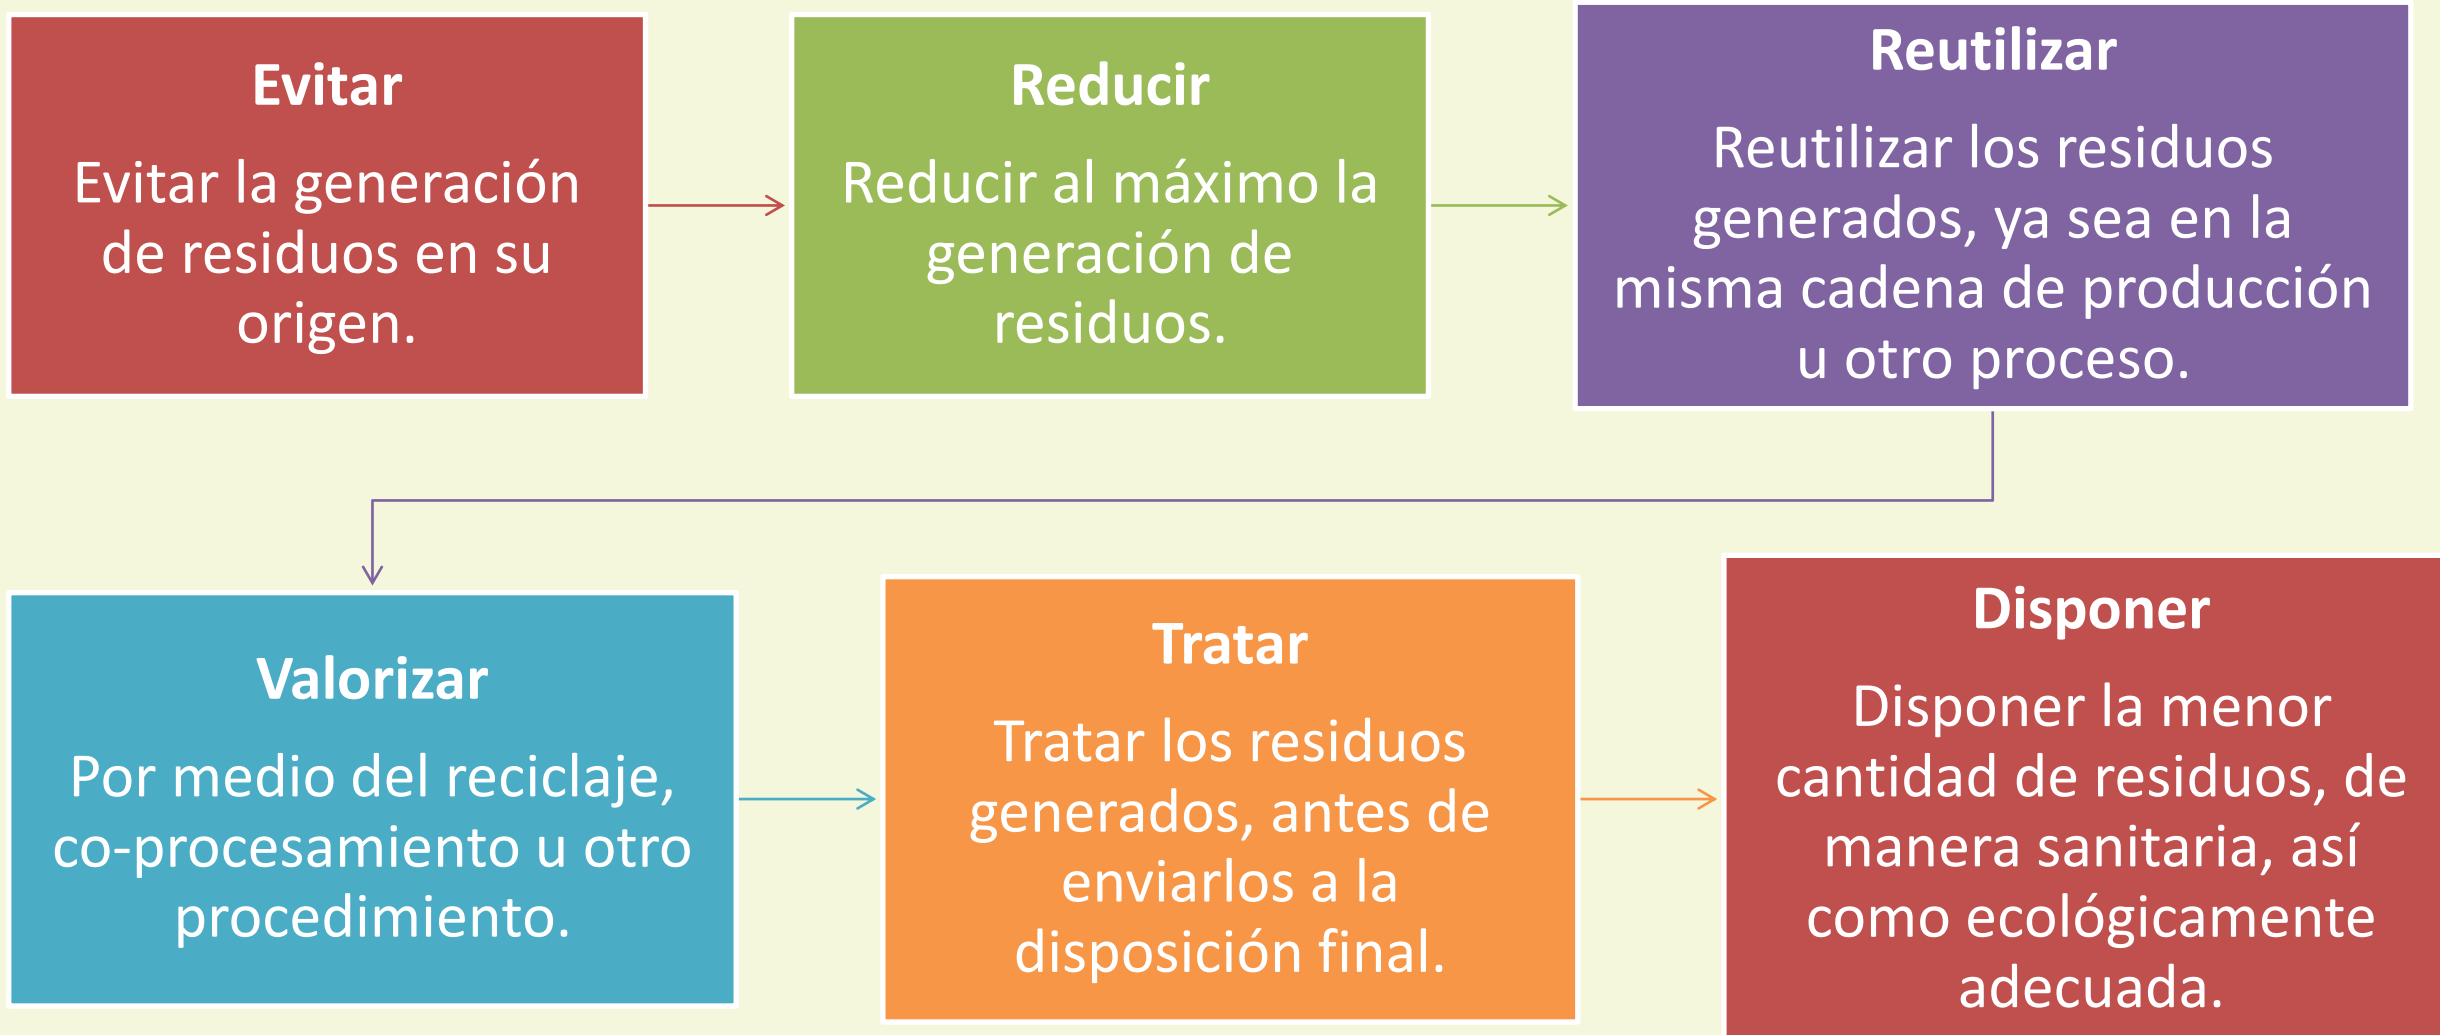 Evitar
Evitar la generación
de residuos en su
origen.
Reducir
Reducir al máximo la
generación de
residuos.
Reutilizar
Reutilizar los residuos
generados, ya sea en la
misma cadena de producción
u otro proceso.
Valorizar
Por medio del reciclaje,
co-procesamiento u otro
procedimiento.
Tratar
Tratar los residuos
generados, antes de
enviarlos a la
disposición final.
Disponer
Disponer la menor
cantidad de residuos, de
manera sanitaria, así
como ecológicamente
adecuada.